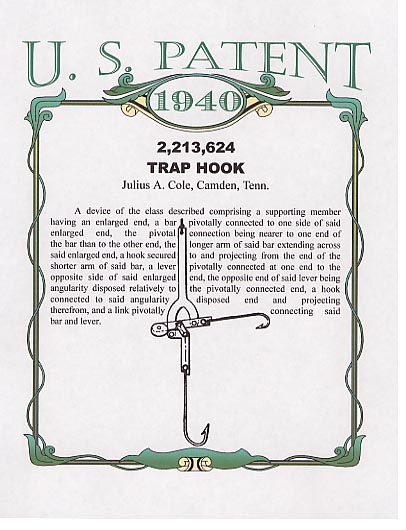 U. S. PATENT
1940
2,213,624
TRAP HOOK
Julius A. Cole, Camden, Tenn.
A device of the class described comprising a supporting member
having an enlarged end, a bar pivotally connected to one side of said
enlarged end, the pivotal connection being nearer to one end of
the bar than to the other end, the longer arm of said bar extending across
said enlarged end, a hook secured to and projecting from the end of the
shorter arm of said bar, a lever pivotally connected at one end to the
opposite side of said enlarged end, the opposite end of said lever being
angularity disposed relatively to the pivotally connected end, a hook
connected to said angularity disposed end and projecting
therefrom, and a link pivotally connecting said
bar and lever.